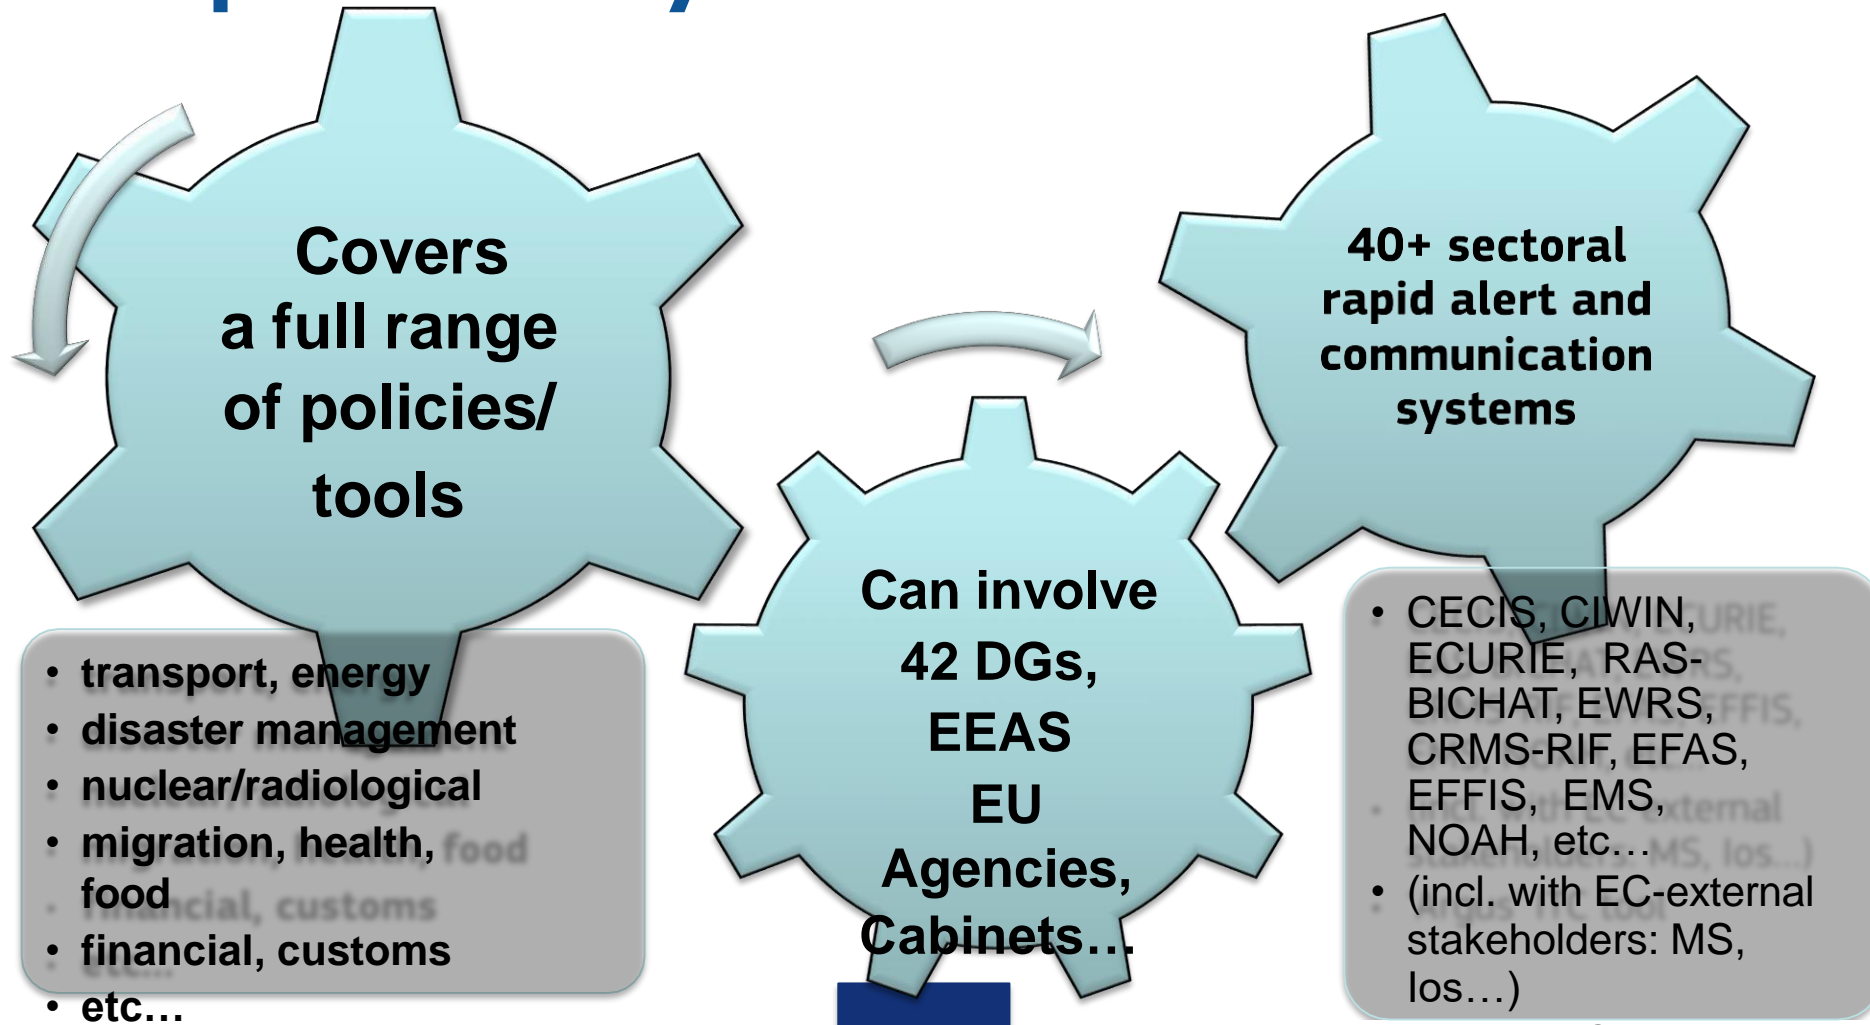 Covers
a full range
of policies/
tools
• transport, energy
• disaster management
• nuclear/radiological
• migration, health,
food
• financial, customs
• etc…
Can involve
42 DGs,
EEAS
EU
Agencies,
Cabinets…
40+ sectoral
rapid alert and
communication
systems
• CECIS, CIWIN,
ECURIE, RAS-
BICHAT, EWRS,
CRMS-RIF, EFAS,
EFFIS, EMS,
NOAH, etc…
• (incl. with EC-external
stakeholders: MS,
Ios…)